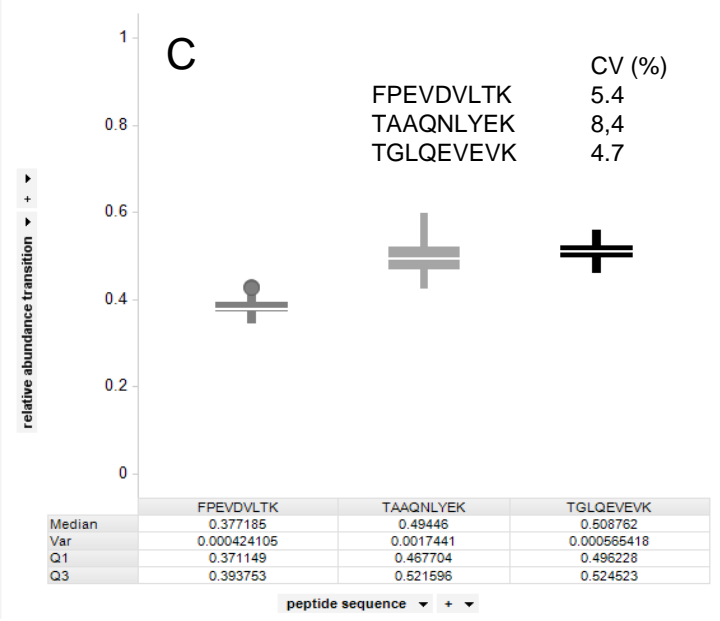 C
CV (%)
FPEVDVLTK 5.4
TAAQNLYEK 8,4
TGLQEVEVK 4.7
relative abundance transition ▼ + ▼
1
0.8
0.6
0.4
0.2
0
FPEVDVLTK TAAQNLYEK TGLQEVEVK
Median 0.377185 0.49446 0.508762
Var 0.000424105 0.0017441 0.000565418
Q1 0.371149 0.467704 0.496228
Q3 0.393753 0.521596 0.524523
peptide sequence ▼ + ▼